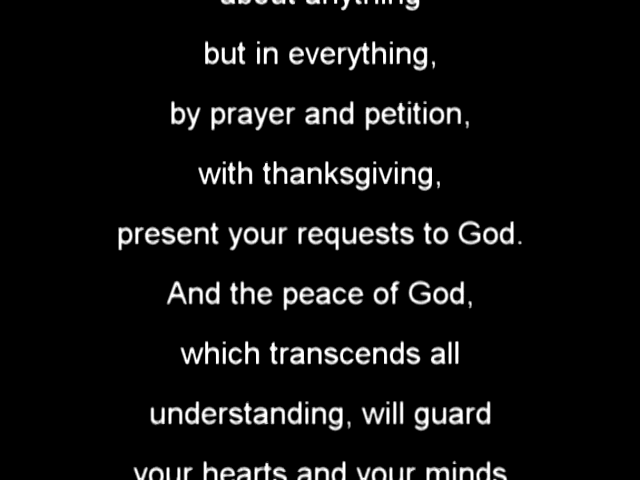 about anything
but in everything,
by prayer and petition,
with thanksgiving,
present your requests to God.
And the peace of God,
which transcends all
understanding, will guard
your hearts and your minds